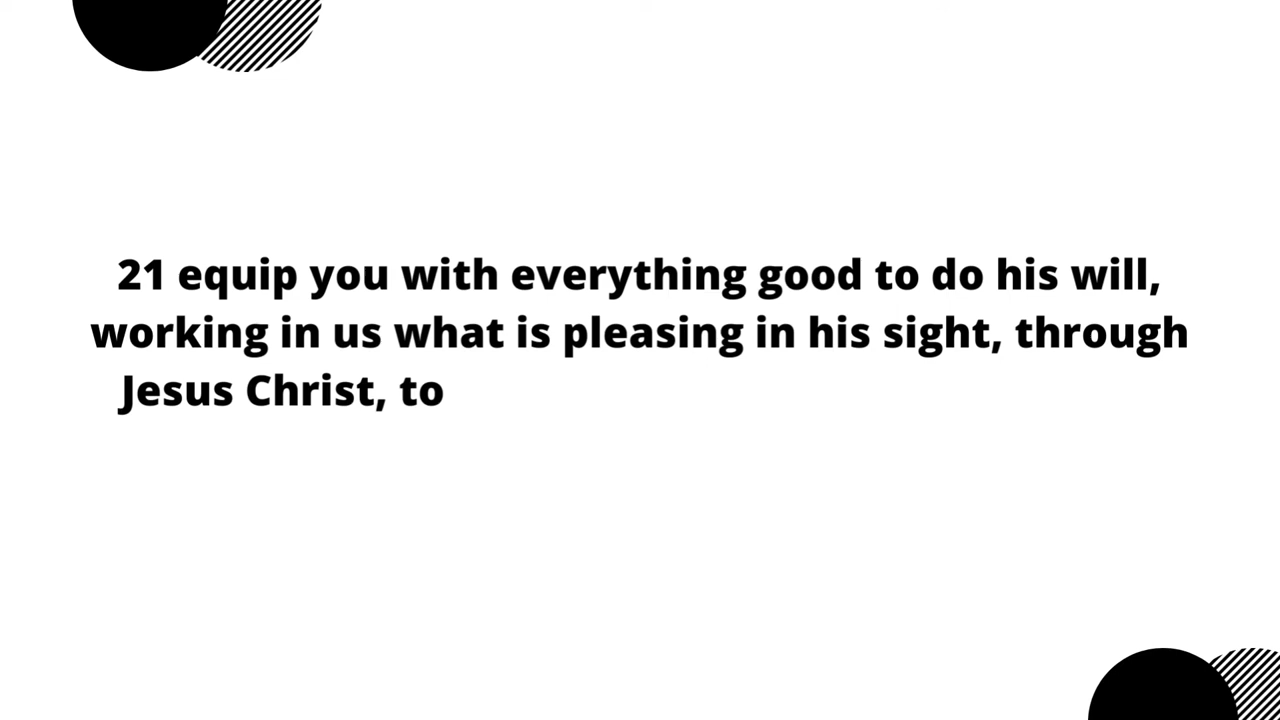 21 equip you with everything good to do his will,
working in us what is pleasing in his sight, through
Jesus Christ, to